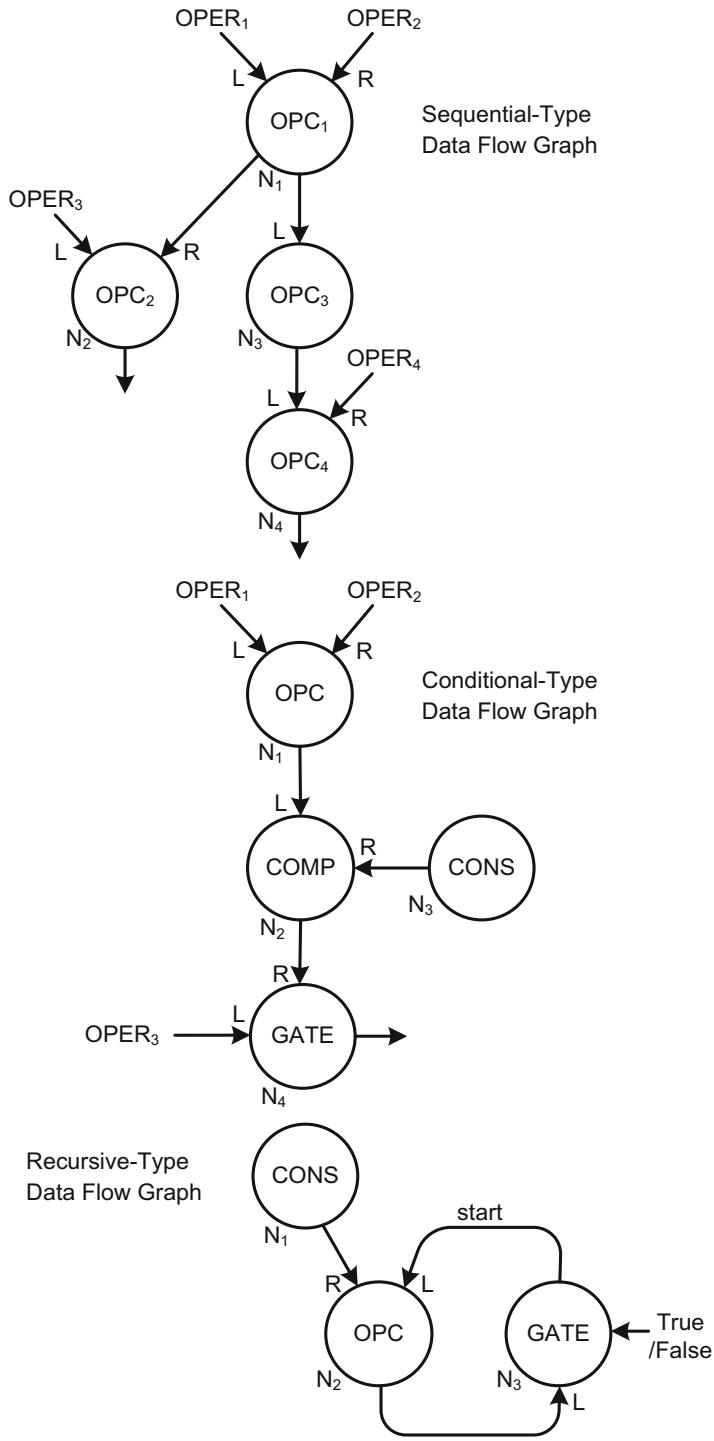 OPER₁ OPER₂
L R
OPC₁
Sequential-Type
Data Flow Graph
N₁
OPER₃
L R L
OPC₂ OPC₃
N₂ N₃
OPER₄
L R
OPC₄
N₄
OPER₁ OPER₂
L R
OPC
Conditional-Type
Data Flow Graph
N₁
L
COMP R CONS
N₂ N₃
R
OPER₃ L GATE
N₄
Recursive-Type
Data Flow Graph
CONS
N₁
start
R L
OPC GATE True
/False
N₂ N₃
L